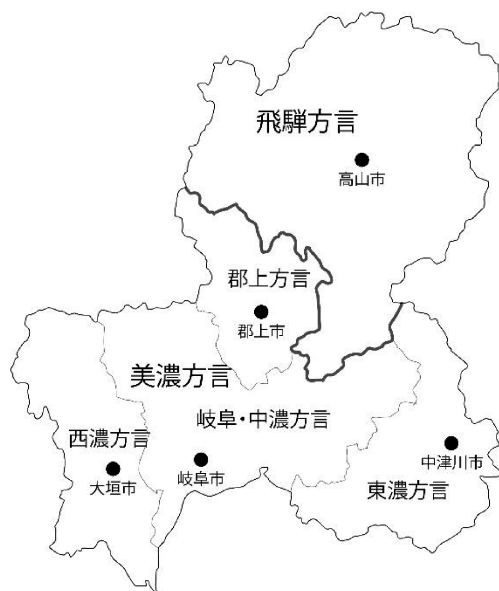 飛騨方言
高山市
郡上方言
郡上市
美濃方言
岐阜・中濃方言
西濃方言
大垣市
岐阜市
中津川市
東濃方言